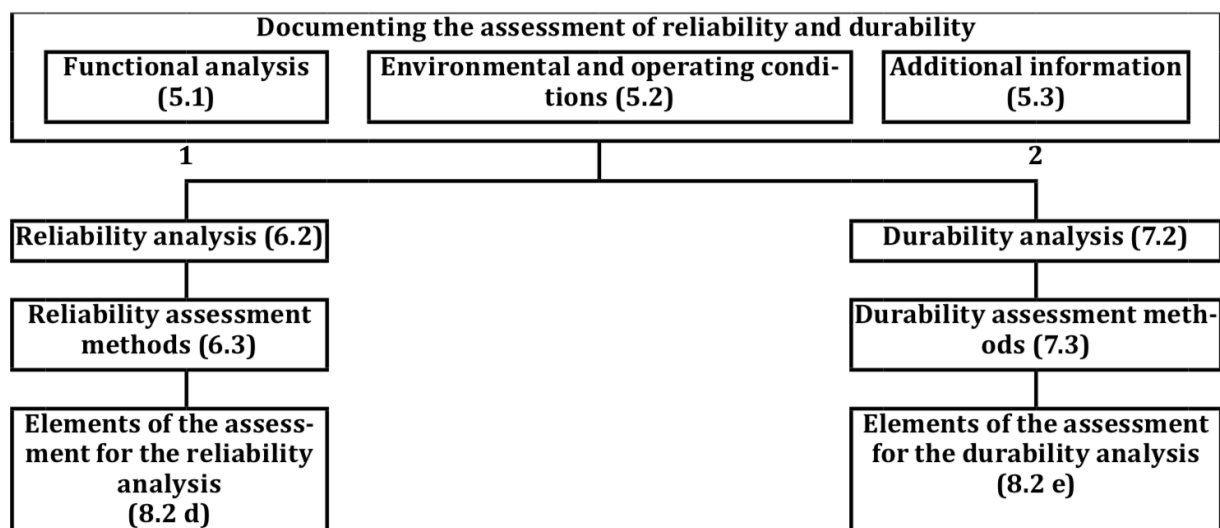 Documenting the assessment of reliability and durability
Functional analysis
(5.1)
Environmental and operating condi-
tions (5.2)
Additional information
(5.3)
1
2
Reliability analysis (6.2)
Durability analysis (7.2)
Reliability assessment
methods (6.3)
Durability assessment meth-
ods (7.3)
Elements of the assess-
ment for the reliability
analysis
(8.2 d)
Elements of the assessment
for the durability analysis
(8.2 e)